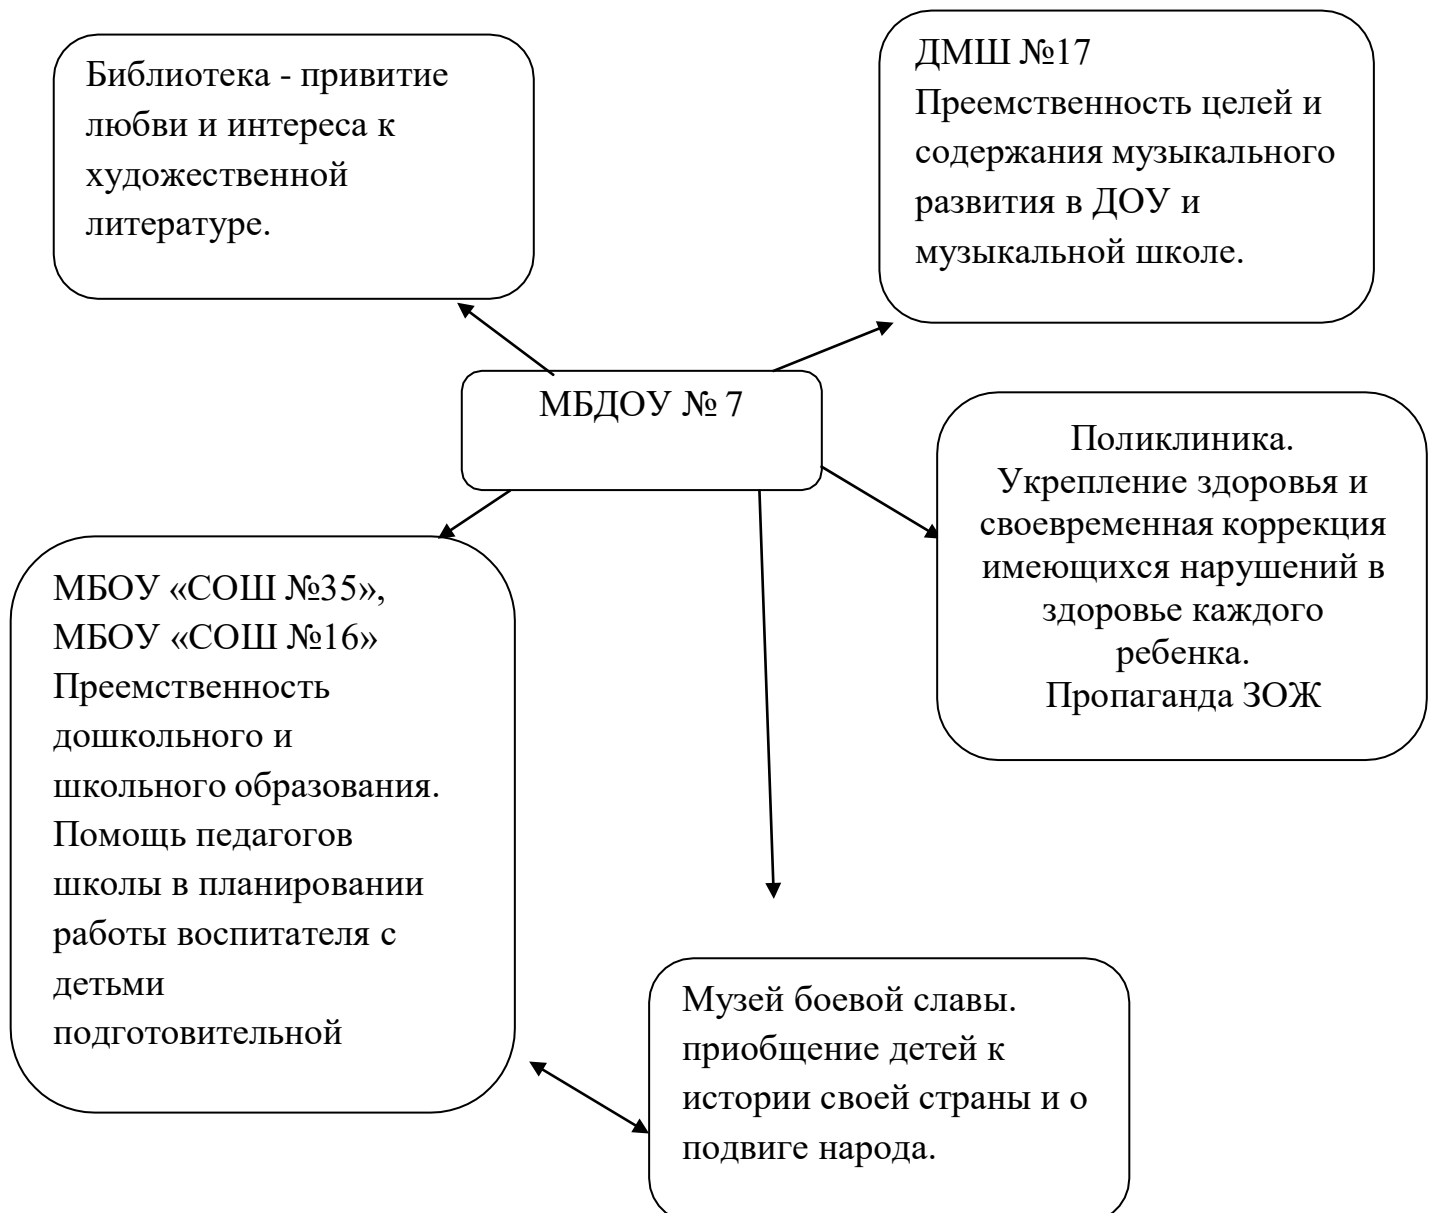 Библиотека - привитие
любви и интереса к
художественной
литературе.
ДМШ №17
Преемственность целей и
содержания музыкального
развития в ДОУ и
музыкальной школе.
МБДОУ № 7
Поликлиника.
Укрепление здоровья и
своевременная коррекция
имеющихся нарушений в
здоровье каждого
ребенка.
Пропаганда ЗОЖ
МБОУ «СОШ №35»,
МБОУ «СОШ №16»
Преемственность
дошкольного и
школьного образования.
Помощь педагогов
школы в планировании
работы воспитателя с
детьми
подготовительной
Музей боевой славы.
приобщение детей к
истории своей страны и о
подвиге народа.